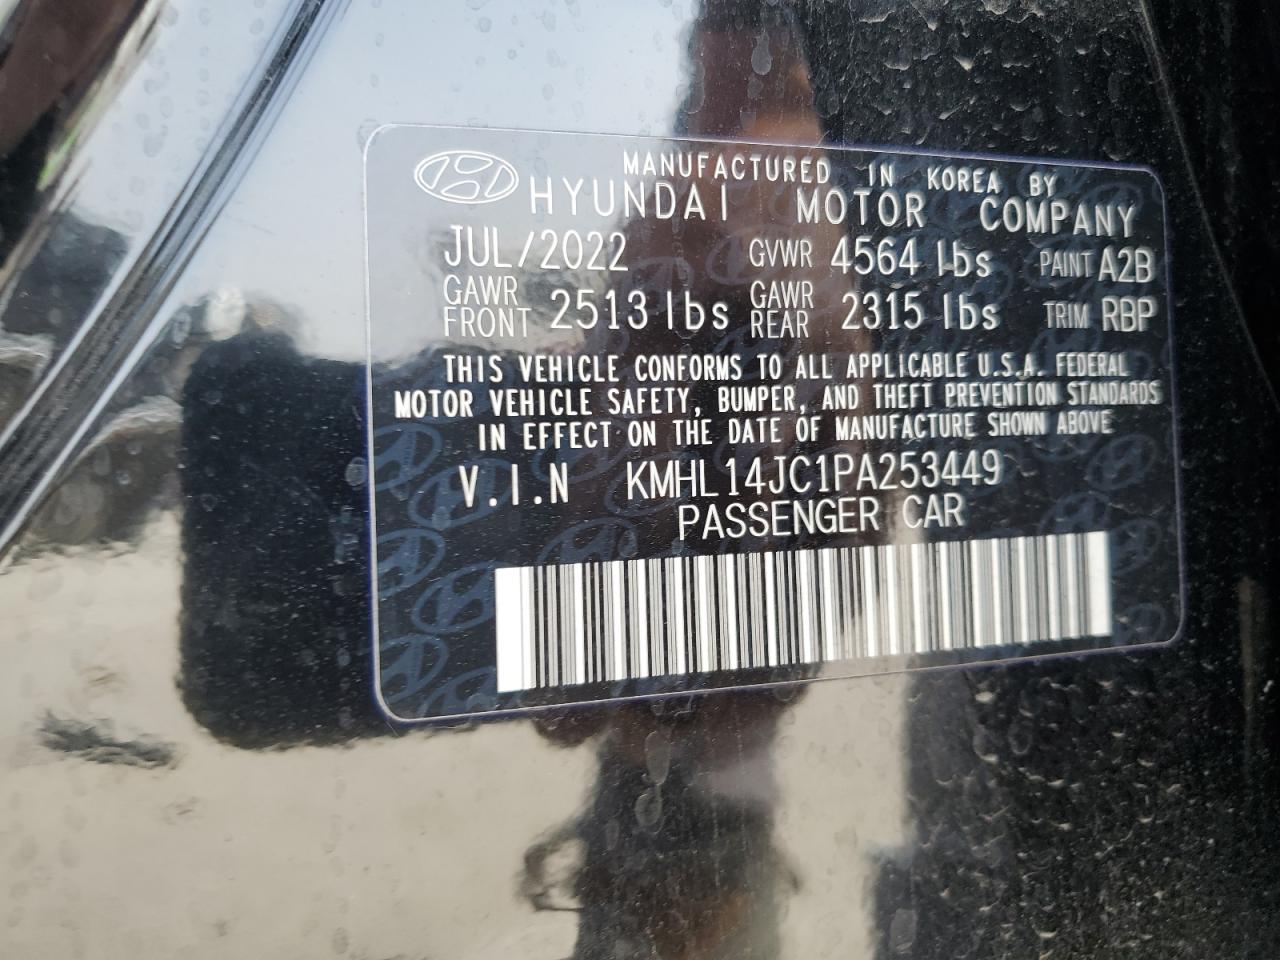 MANUFACTURED IN KOREA BY
HYUNDAI MOTOR COMPANY
JUL/2022 GVWR 4564 lbs PAINT A2B
GAWR FRONT 2513 lbs GAWR REAR 2315 lbs TRIM RBP
THIS VEHICLE CONFORMS TO ALL APPLICABLE U.S.A. FEDERAL
MOTOR VEHICLE SAFETY, BUMPER, AND THEFT PREVENTION STANDARDS
IN EFFECT ON THE DATE OF MANUFACTURE SHOWN ABOVE
V.I.N KMHL14JC1PA253449
PASSENGER CAR